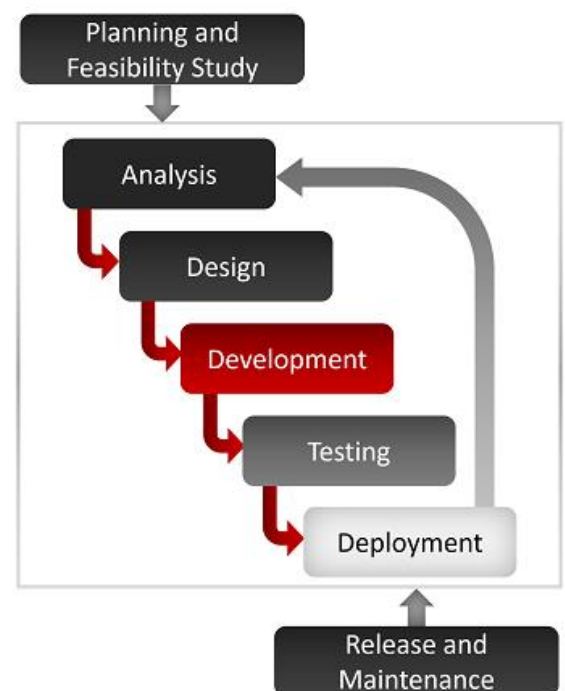 Planning and
Feasibility Study
Analysis
Design
Development
Testing
Deployment
Release and
Maintenance